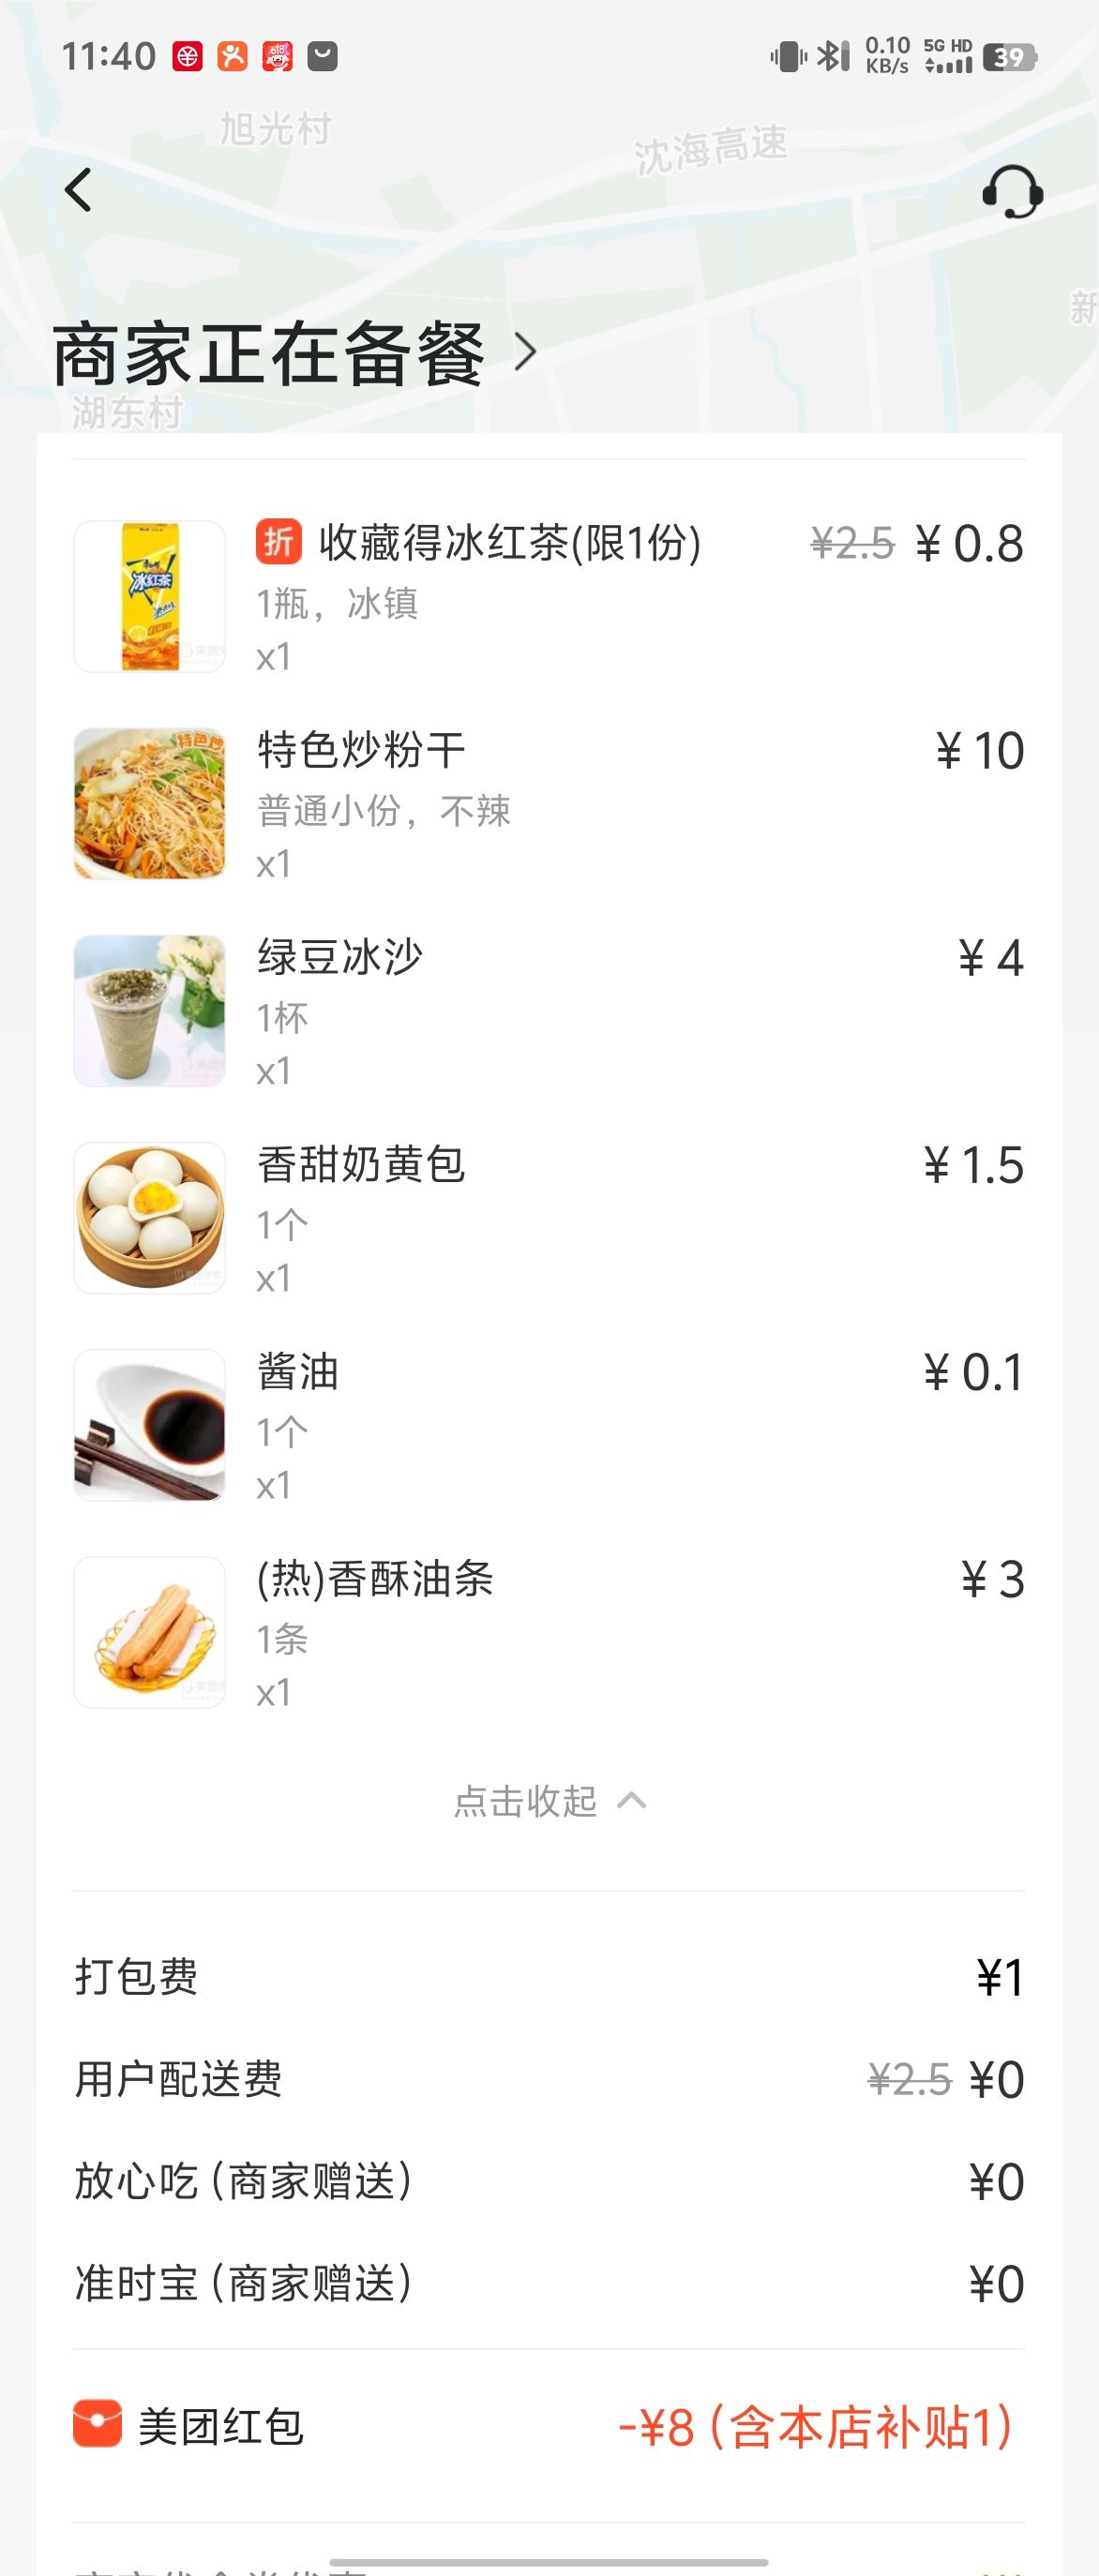 11:40
0.10 KB/s
5G HD
39
旭光村
沈海高速
新
商家正在备餐
湖东村
折 收藏得冰红茶(限1份) ¥2.5 ¥0.8
1瓶，冰镇
x1
特色炒粉干 ¥10
普通小份，不辣
x1
绿豆冰沙 ¥4
1杯
x1
香甜奶黄包 ¥1.5
1个
x1
酱油 ¥0.1
1个
x1
(热)香酥油条 ¥3
1条
x1
点击收起
打包费 ¥1
用户配送费 ¥2.5 ¥0
放心吃(商家赠送) ¥0
准时宝(商家赠送) ¥0
美团红包 -¥8(含本店补贴1)